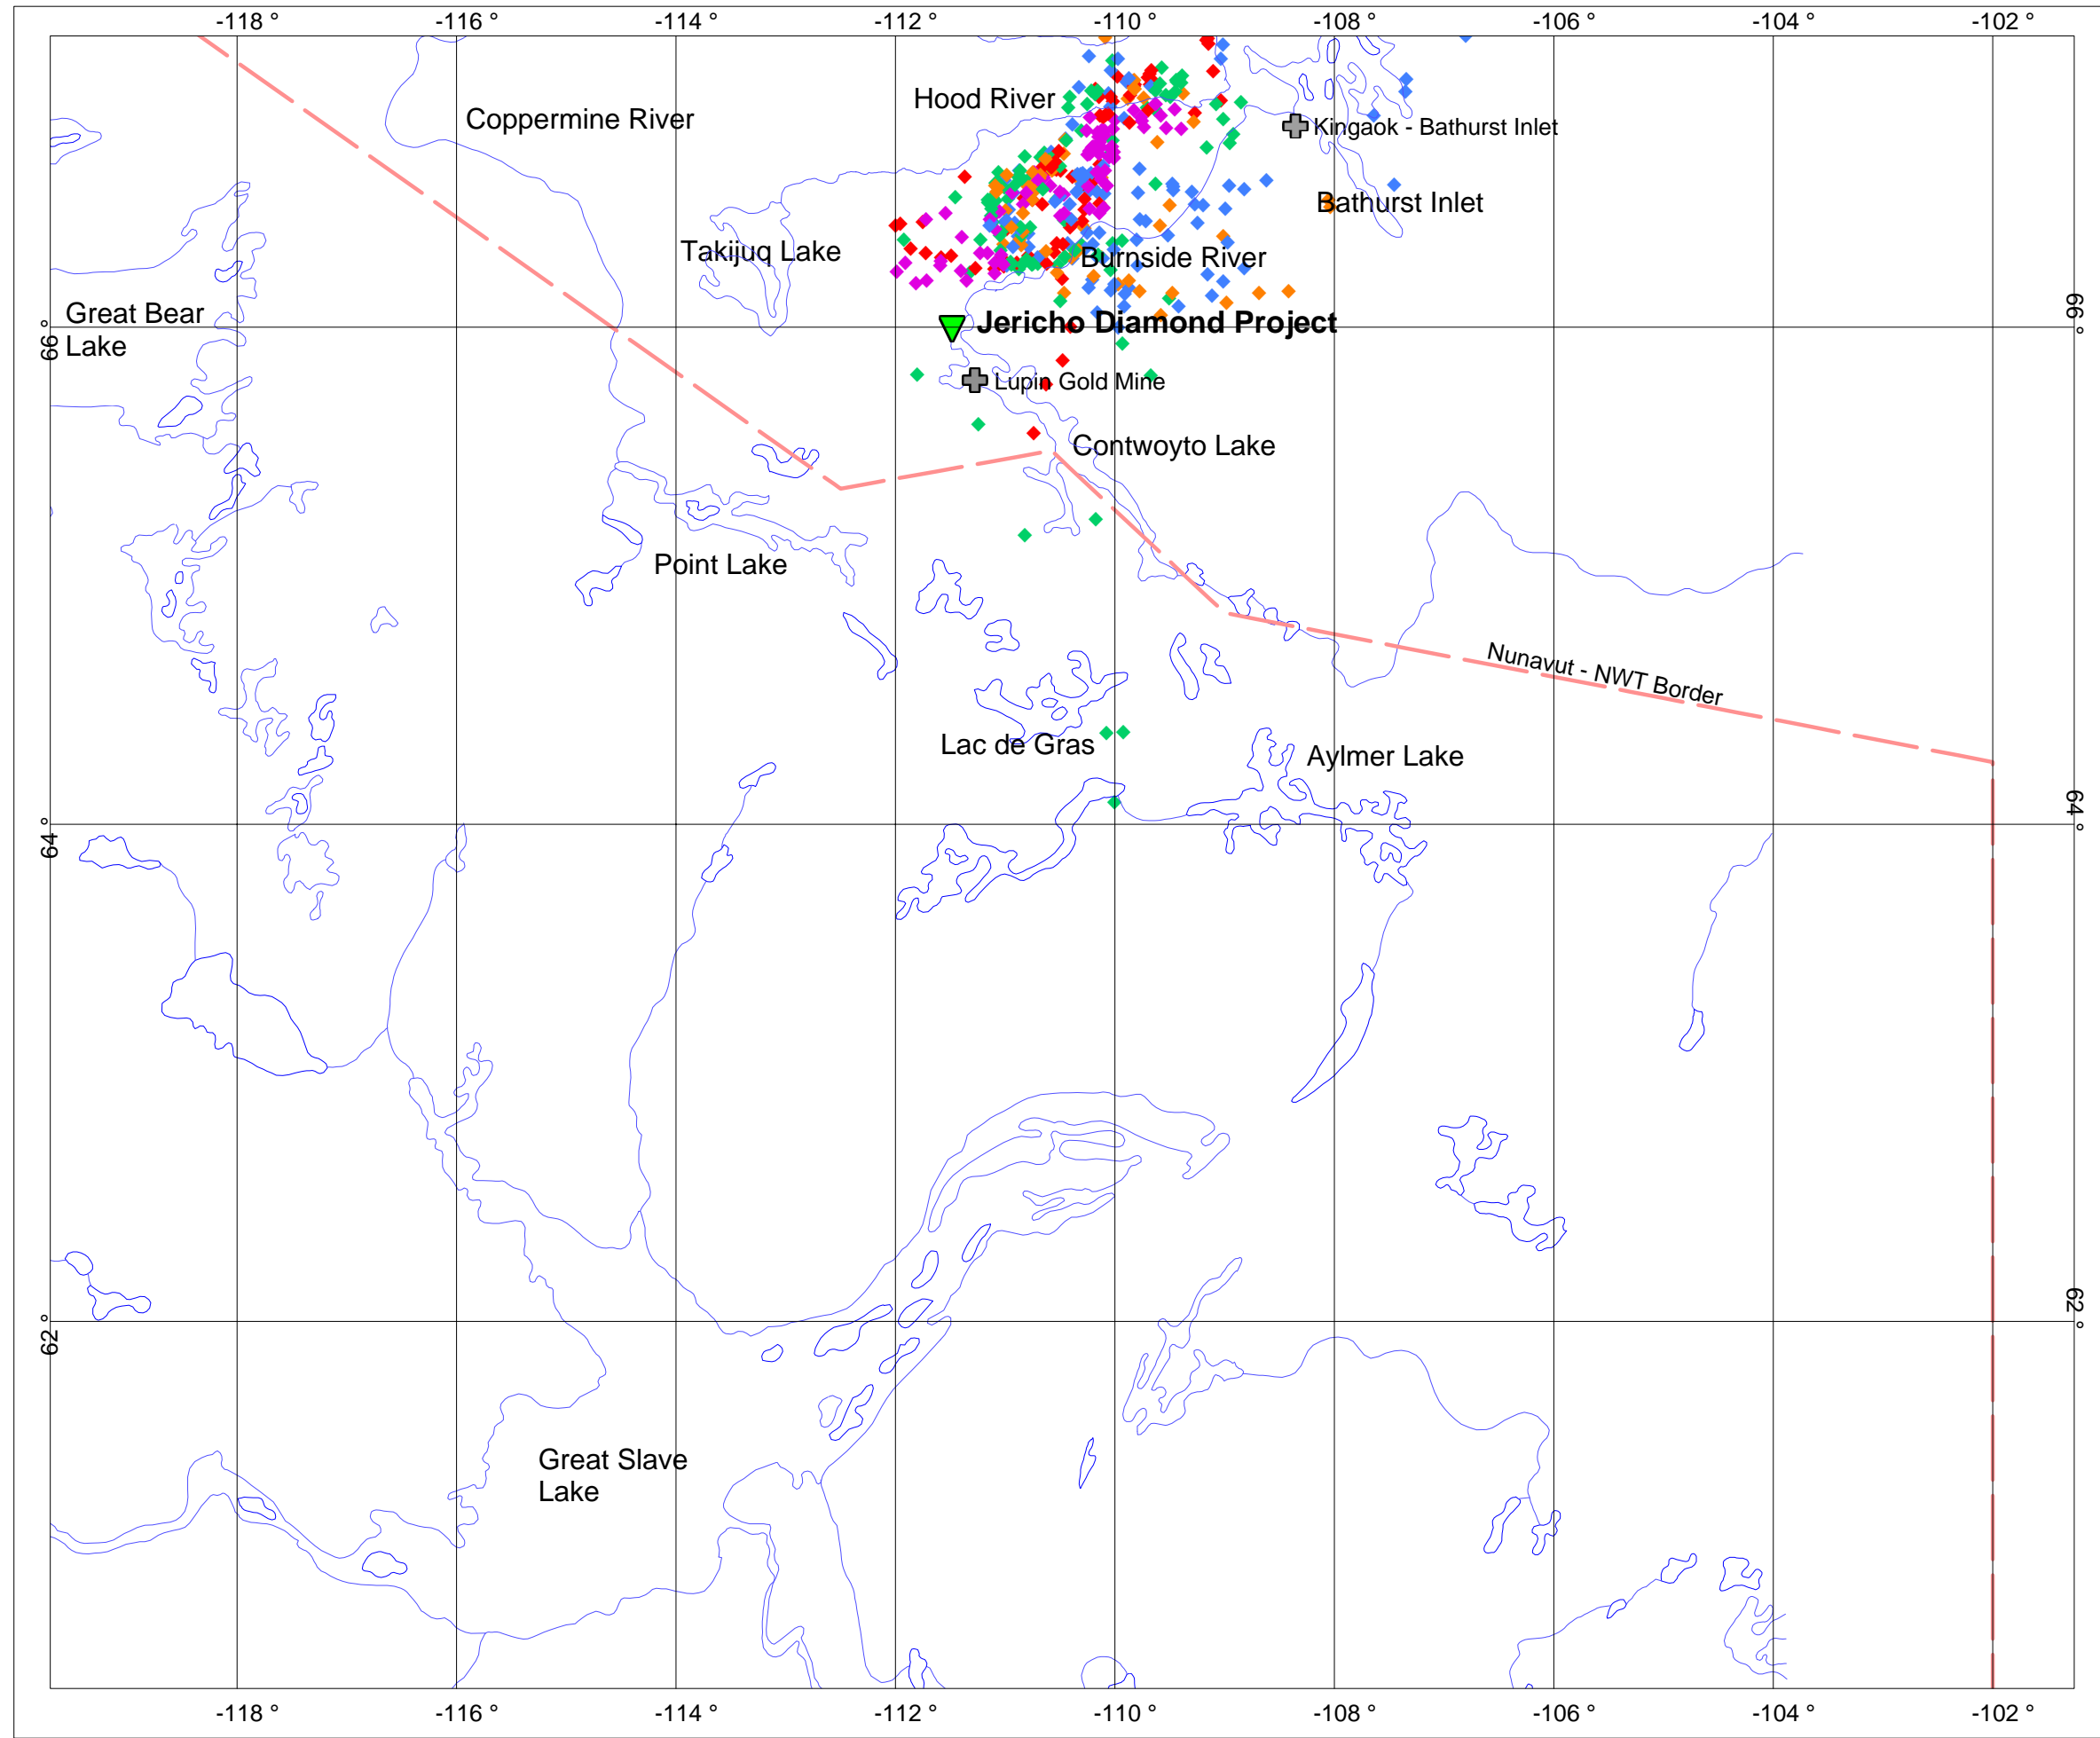 -118 ° -116 ° -114 ° -112 ° -110 ° -108 ° -106 ° -104 ° -102 °
Hood River
Coppermine River
Kingaok - Bathurst Inlet
Bathurst Inlet
Takijuq Lake
Burnside River
Great Bear
Lake
66 °
66 °
Jericho Diamond Project
Lupin Gold Mine
Contwoyto Lake
Point Lake
Nunavut - NWT Border
Lac de Gras
Aylmer Lake
64 °
64 °
62 °
62 °
Great Slave
Lake
-118 ° -116 ° -114 ° -112 ° -110 ° -108 ° -106 ° -104 ° -102 °